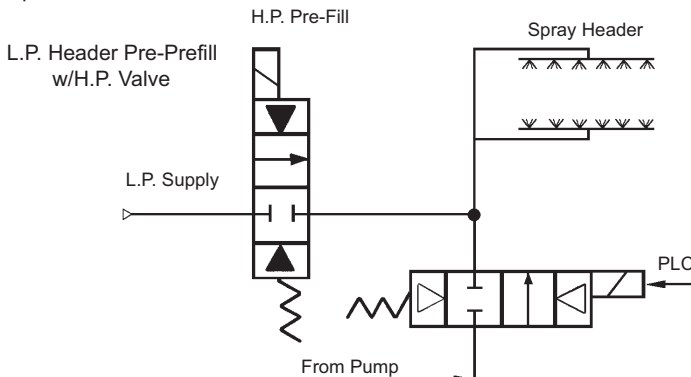 H.P. Pre-Fill
Spray Header
L.P. Header Pre-Prefill
w/H.P. Valve
L.P. Supply
PLC
From Pump